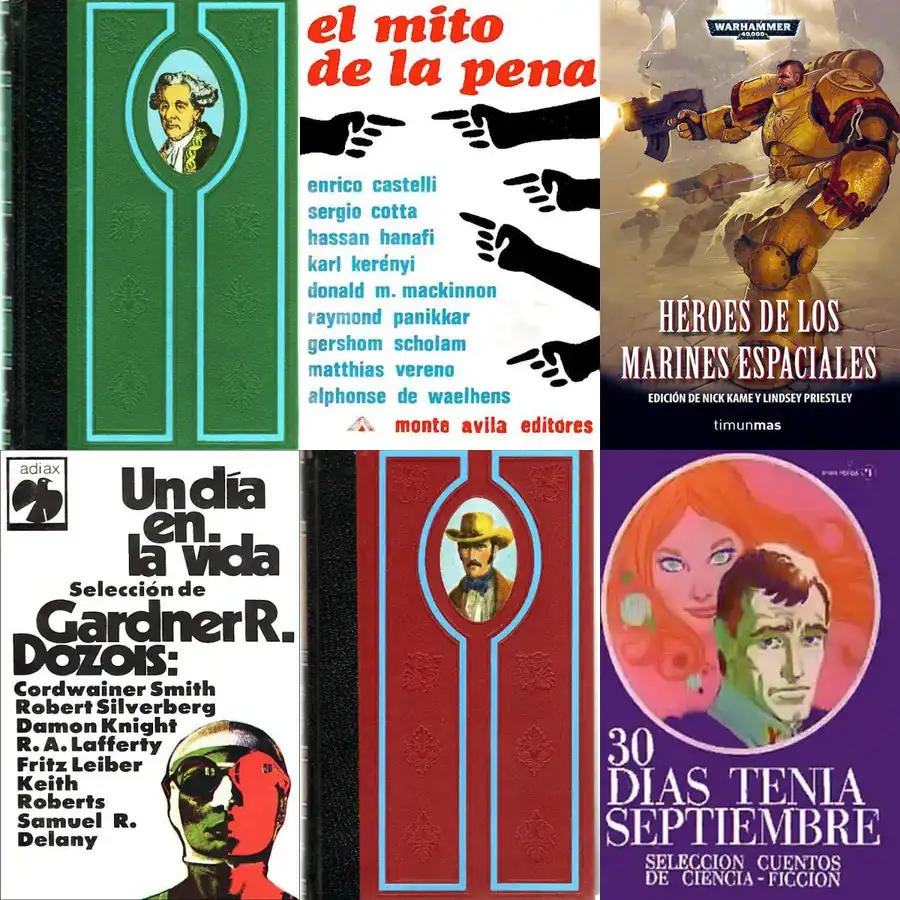 el mito
de la pena
enrico castelli
sergio cotta
hassan hanafi
karl kerényi
donald m. mackinnon
raymond panikkar
gershom scholam
matthias vereno
alphonse de waelhens
monte avila editores
WARHAMMER
40,000
HÉROES DE LOS
MARINES ESPACIALES
EDICIÓN DE NICK KAME Y LINDSEY PRIESTLEY
timunmas
adiax
Un día
en
la vida
Selección de
Gardner R.
Dozois:
Cordwainer Smith
Robert Silverberg
Damon Knight
R. A. Lafferty
Fritz Leiber
Keith
Roberts
Samuel R.
Delany
30
DIAS TENIA
SEPTIEMBRE
SELECCION CUENTOS
DE CIENCIA-FICCION